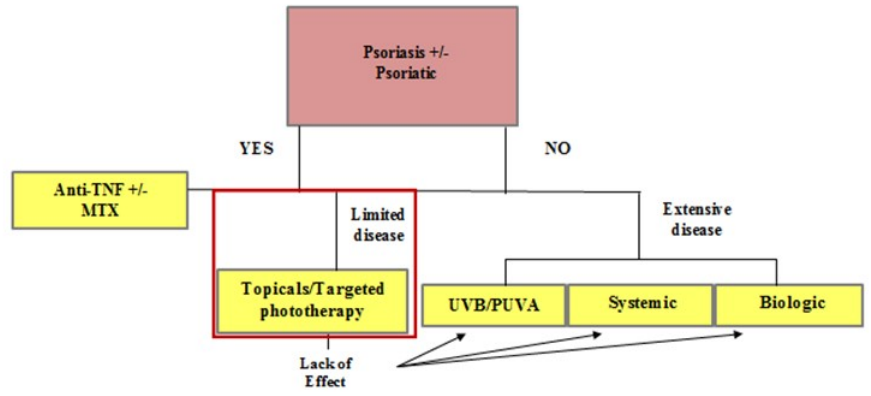 Psoriasis +/-
Psoriatic
YES
NO
Anti-TNF +/-
MTX
Limited
disease
Extensive
disease
Topicals/Targeted
phototherapy
UVB/PUVA
Systemic
Biologic
Lack of
Effect